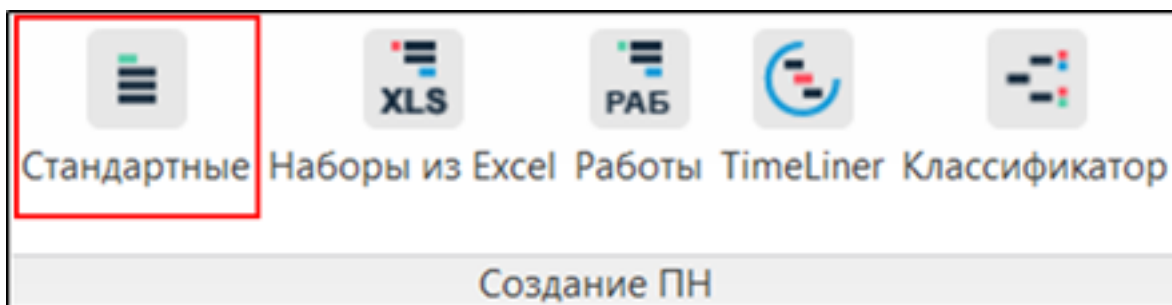 XLS РАБ
Стандартные Наборы из Excel Работы TimeLiner Классификатор
Создание ПН